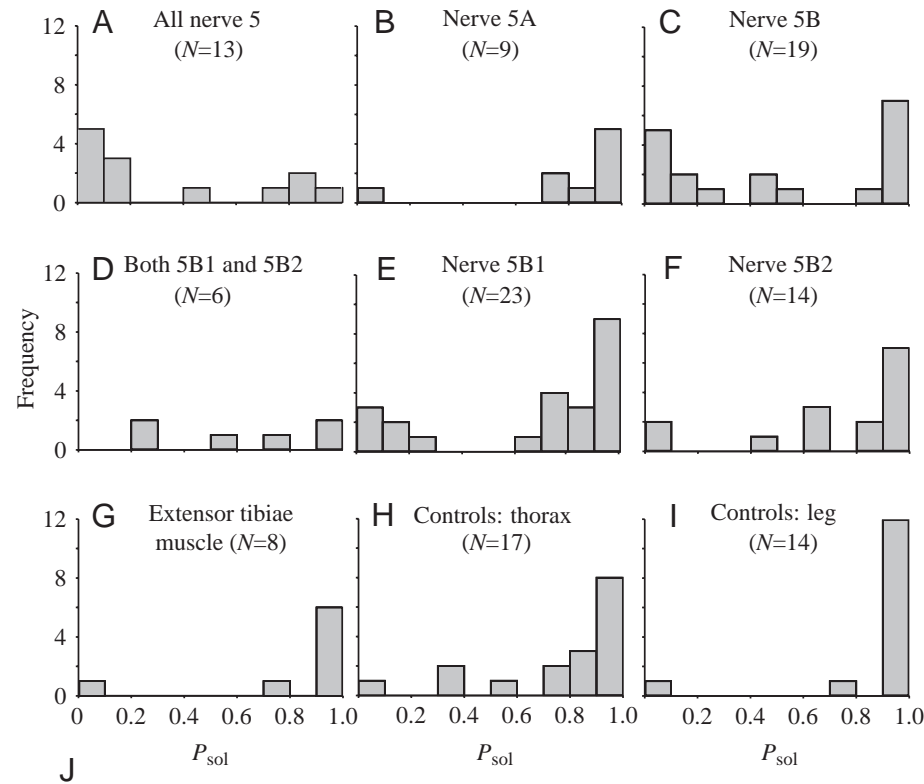 A All nerve 5 B Nerve 5A C Nerve 5B
(N=13) (N=9) (N=19)
12
8
4
0
D Both 5B1 and 5B2 E Nerve 5B1 F Nerve 5B2
(N=6) (N=23) (N=14)
12
8
4
0
Frequency
G Extensor tibiae H Controls: thorax I Controls: leg
muscle (N=8) (N=17) (N=14)
12
8
4
0
0 0.2 0.4 0.6 0.8 1.0 0.2 0.4 0.6 0.8 1.0 0.2 0.4 0.6 0.8 1.0
Psol Psol Psol
J